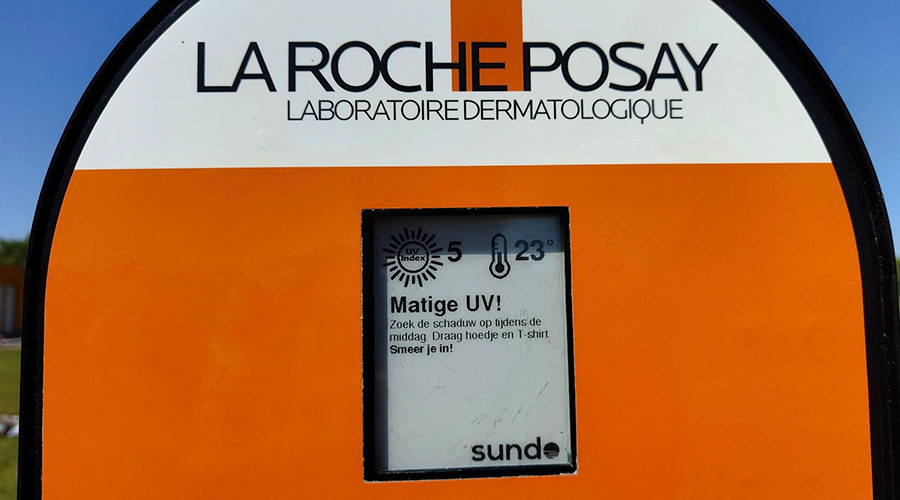 LA ROCHE POSAY
LABORATOIRE DERMATOLOGIQUE
UV index 5 23°
Matige UV!
Zoek de schaduw op tijdens de
middag. Draag hoedje en T-shirt.
Smeer je in!
sundo